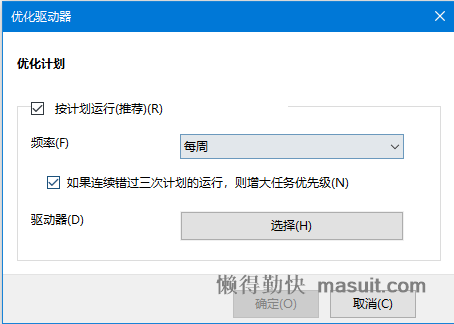 优化驱动器
优化计划
按计划运行(推荐)(R)
频率(F)
每周
如果连续错过三次计划的运行，则增大任务优先级(N)
驱动器(D)
选择(H)
懒得勤快 masuit.com
确定(O)
取消(C)